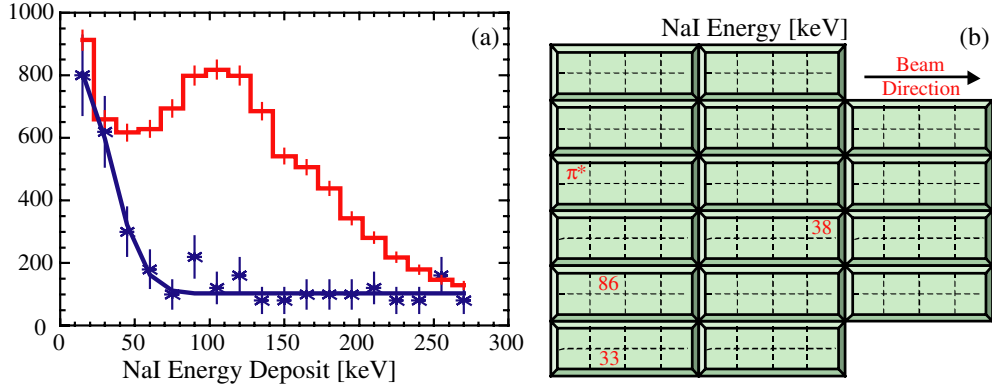 1000
800
600
400
200
0
0
50
100
150
200
250
300
NaI Energy Deposit [keV]
(a)
NaI Energy [keV]
(b)
Beam
Direction
π*
38
86
33